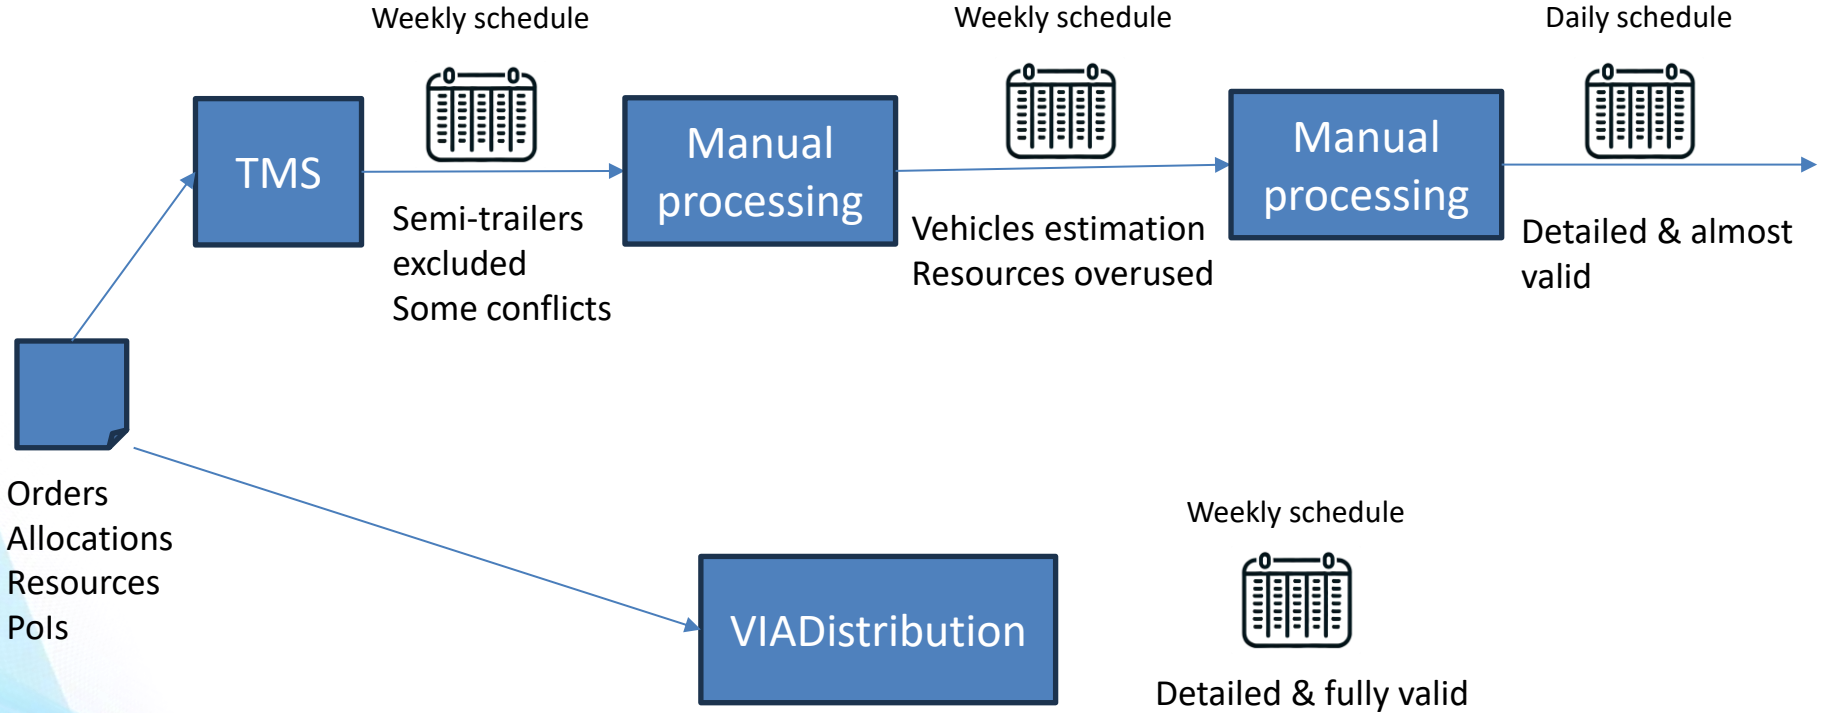 Weekly schedule
Weekly schedule
Daily schedule
TMS
Manual
processing
Manual
processing
Semi-trailers
excluded
Some conflicts
Vehicles estimation
Resources overused
Detailed & almost
valid
Orders
Allocations
Resources
PoIs
Weekly schedule
VIADistribution
Detailed & fully valid